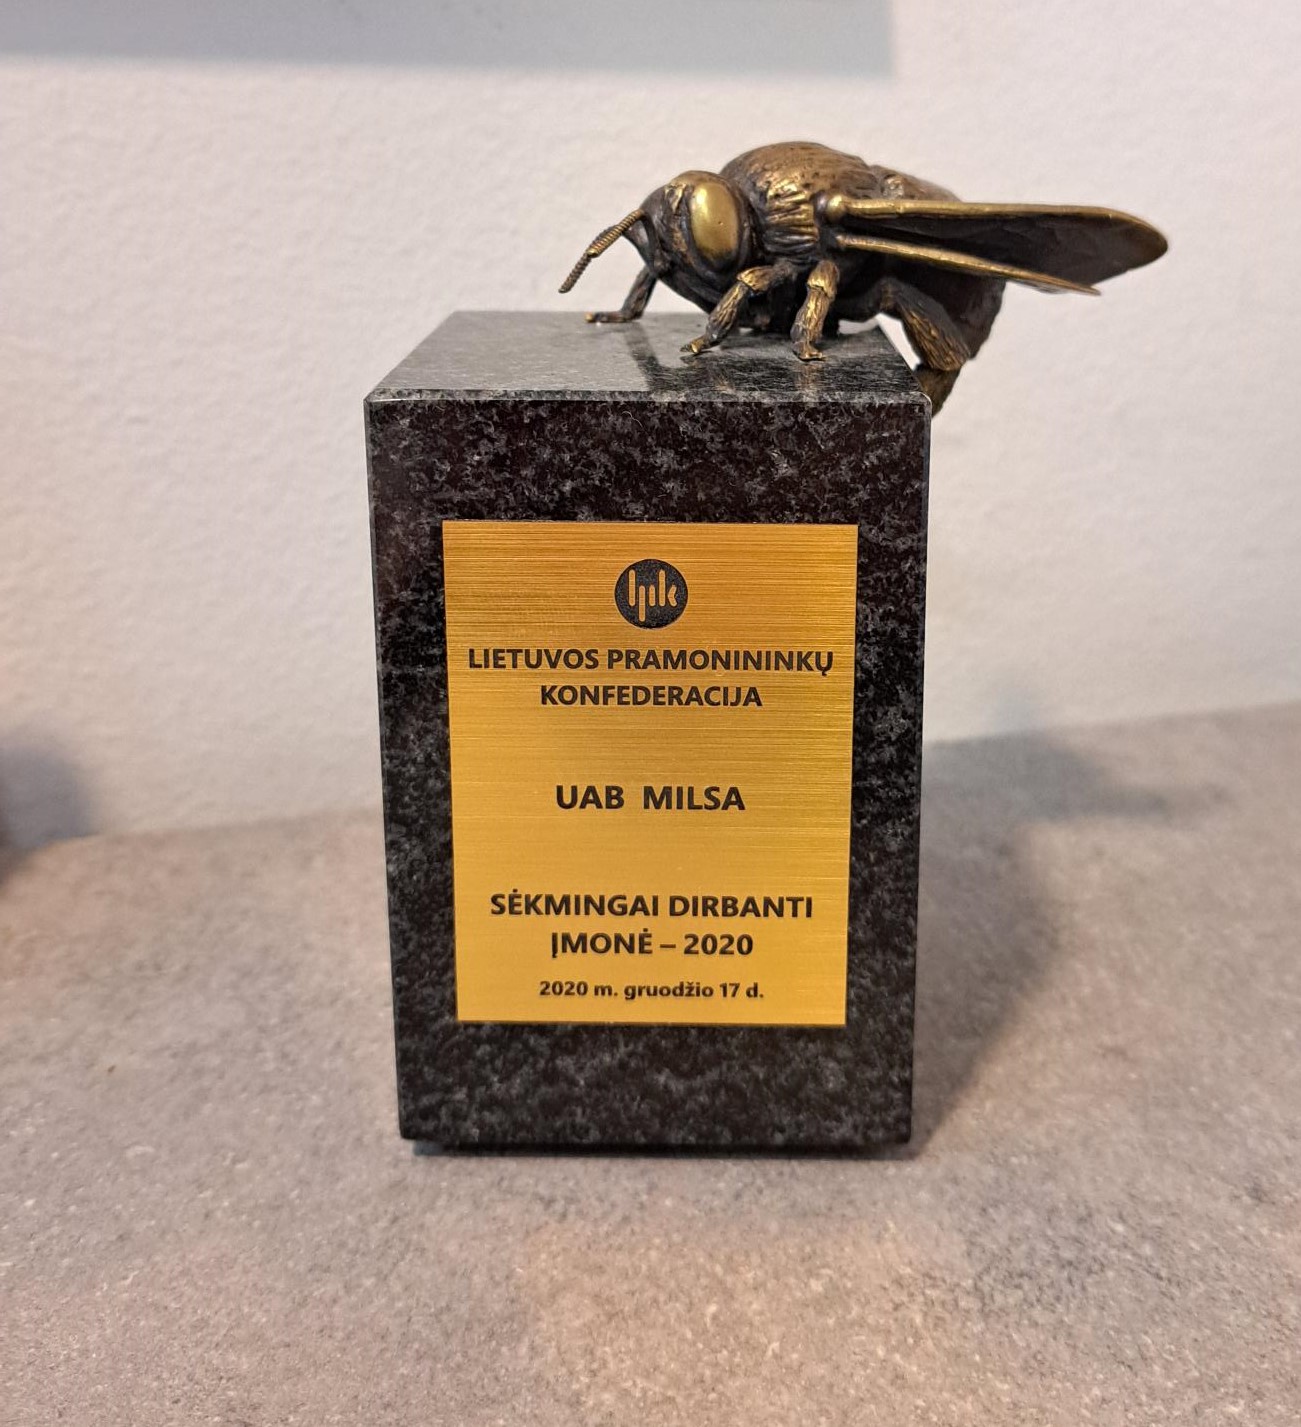 lpk
LIETUVOS PRAMONININKŲ
KONFEDERACIJA
UAB MILSA
SĖKMINGAI DIRBANTI
ĮMONĖ – 2020
2020 m. gruodžio 17 d.